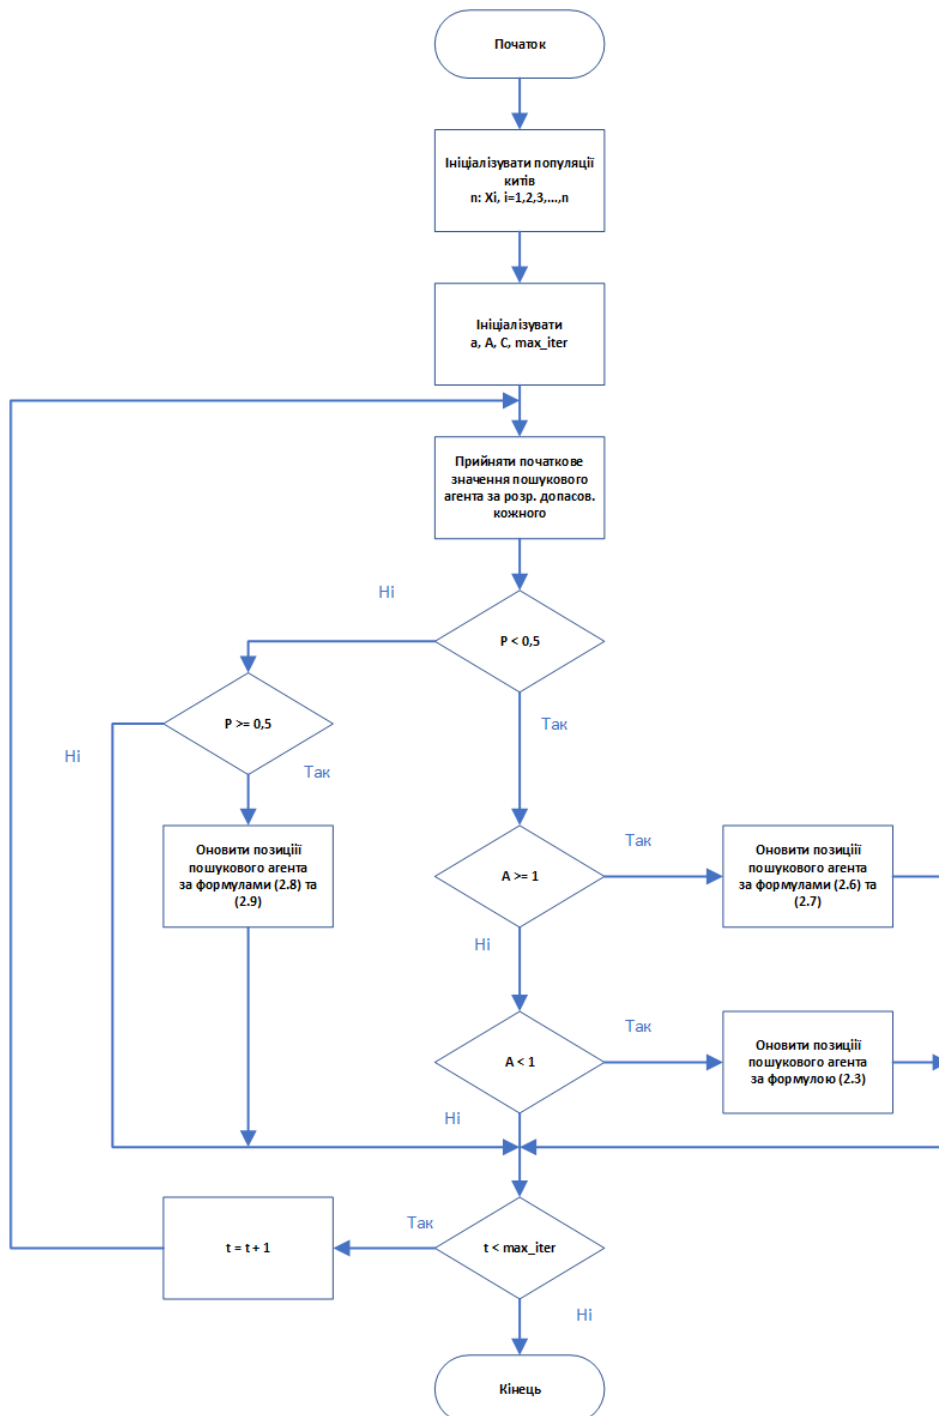 Початок
Ініціалізувати популяції
китів
n: Xi, i=1,2,3,...,n
Ініціалізувати
a, A, C, max_iter
Прийняти початкове
значення пошукового
агента за розр. допасов.
кожного
Ні
P < 0,5
Так
P >= 0,5
Ні
Так
Оновити позиціїї
пошукового агента
за формулами (2.8) та
(2.9)
A >= 1
Так
Оновити позиціїї
пошукового агента
за формулами (2.6) та
(2.7)
Ні
A < 1
Так
Оновити позиціїї
пошукового агента
за формулою (2.3)
Ні
t = t + 1
Так
t < max_iter
Ні
Кінець